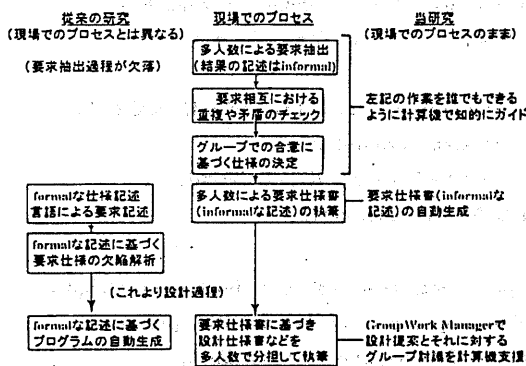 従来の研究
(現場でのプロセスとは異なる)
(要求抽出過程が欠落)
formalな仕様記述
言語による要求記述
formalな記述に基づく
要求仕様の欠陥解析
(これより設計過程)
formalな記述に基づく
プログラムの自動生成
現場でのプロセス
多人数による要求抽出
(結果の記述はinformal)
要求相互における
重複や矛盾のチェック
グループでの合意に
基づく仕様の決定
多人数による要求仕様書
(informalな記述)の執筆
要求仕様書に基づき
設計仕様書などを
多人数で分担して執筆
当研究
(現場でのプロセスのまま)
左記の作業を誰でもできる
ように計算機で知的にガイド
要求仕様書(informalな
記述)の自動生成
GroupWork Managerで
設計提案とそれに対する
グループ討議を計算機支援